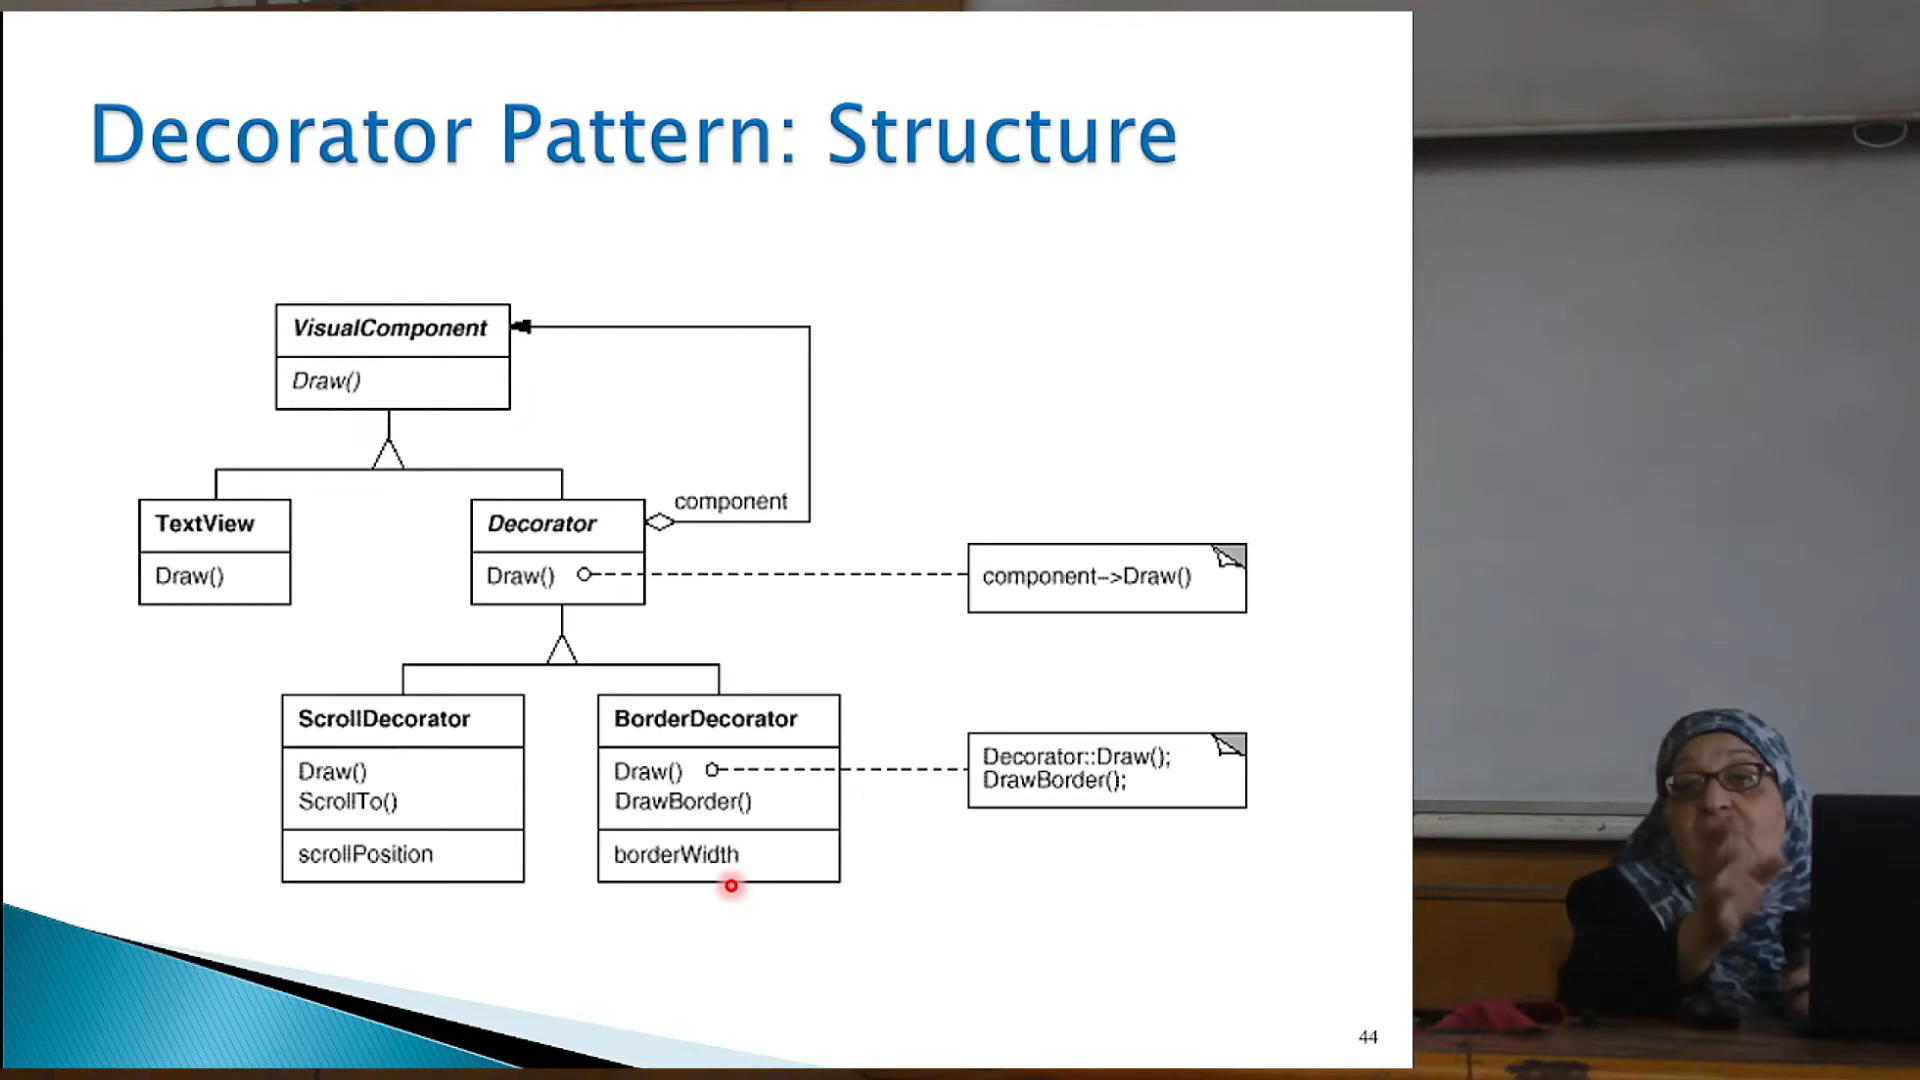 Decorator Pattern: Structure
VisualComponent
Draw()
component
TextView
Draw()
Decorator
Draw()
component->Draw()
ScrollDecorator
Draw()
ScrollTo()
scrollPosition
BorderDecorator
Draw()
DrawBorder()
borderWidth
Decorator::Draw();
DrawBorder();
44